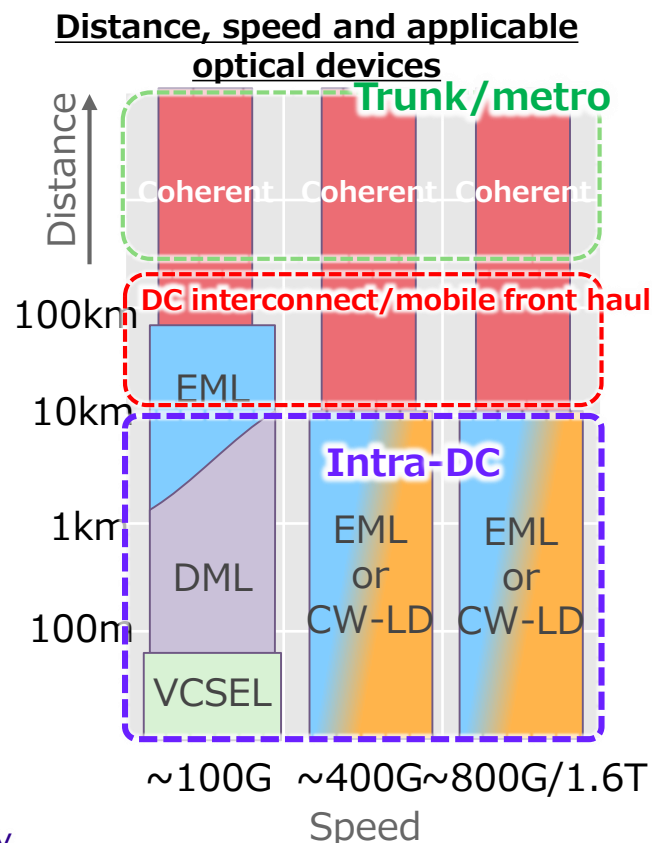 Distance, speed and applicable
optical devices
Trunk/metro
Distance
Coherent Coherent Coherent
DC interconnect/mobile front haul
100km
EML
10km
Intra-DC
1km
EML
or
CW-LD
EML
or
CW-LD
DML
100m
VCSEL
~100G ~400G ~800G/1.6T
Speed